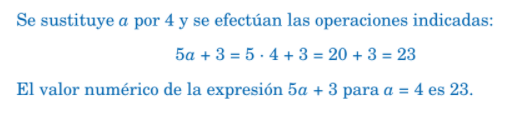 Se sustituye a por 4 y se efectúan las operaciones indicadas:
5a + 3 = 5 · 4 + 3 = 20 + 3 = 23
El valor numérico de la expresión 5a + 3 para a = 4 es 23.